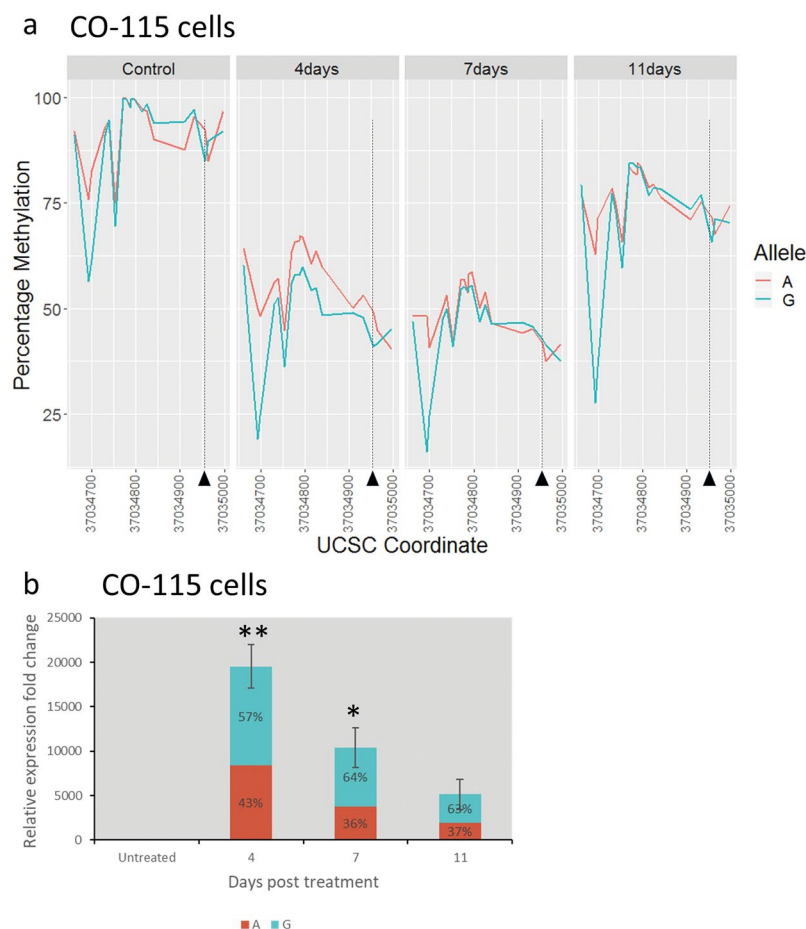 a CO-115 cells
Control 4days 7days 11days
Percentage Methylation
100
75
50
25
37034700 37034800 37034900 37035000 37034700 37034800 37034900 37035000 37034700 37034800 37034900 37035000 37034700 37034800 37034900 37035000
UCSC Coordinate
Allele
A
G
b CO-115 cells
Relative expression fold change
25000
20000
15000
10000
5000
0
**
57%
43%
*
64%
36%
63%
37%
Untreated 4 7 11
Days post treatment
A G